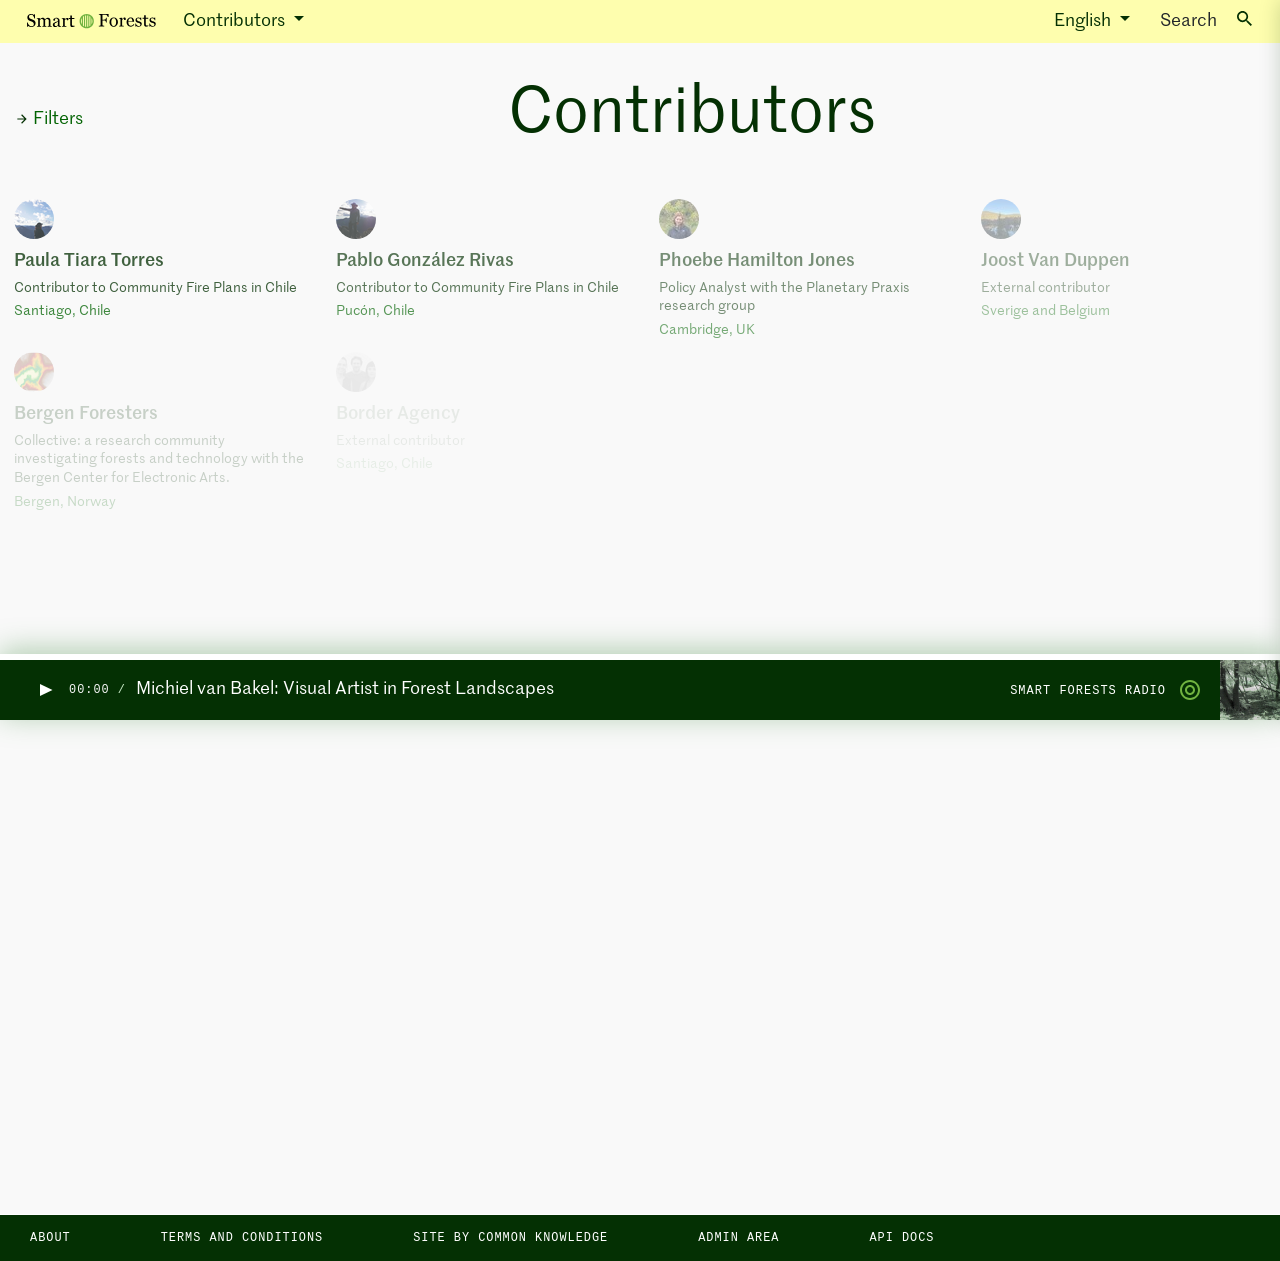 Smart Forests
Contributors
English
Search
→ Filters
Contributors
Paula Tiara Torres
Contributor to Community Fire Plans in Chile
Santiago, Chile
Pablo González Rivas
Contributor to Community Fire Plans in Chile
Pucón, Chile
Phoebe Hamilton Jones
Policy Analyst with the Planetary Praxis
research group
Cambridge, UK
Joost Van Duppen
External contributor
Sverige and Belgium
Bergen Foresters
Collective: a research community
investigating forests and technology with the
Bergen Center for Electronic Arts.
Bergen, Norway
Border Agency
External contributor
Santiago, Chile
00:00 /
Michiel van Bakel: Visual Artist in Forest Landscapes
SMART FORESTS RADIO
ABOUT
TERMS AND CONDITIONS
SITE BY COMMON KNOWLEDGE
ADMIN AREA
API DOCS